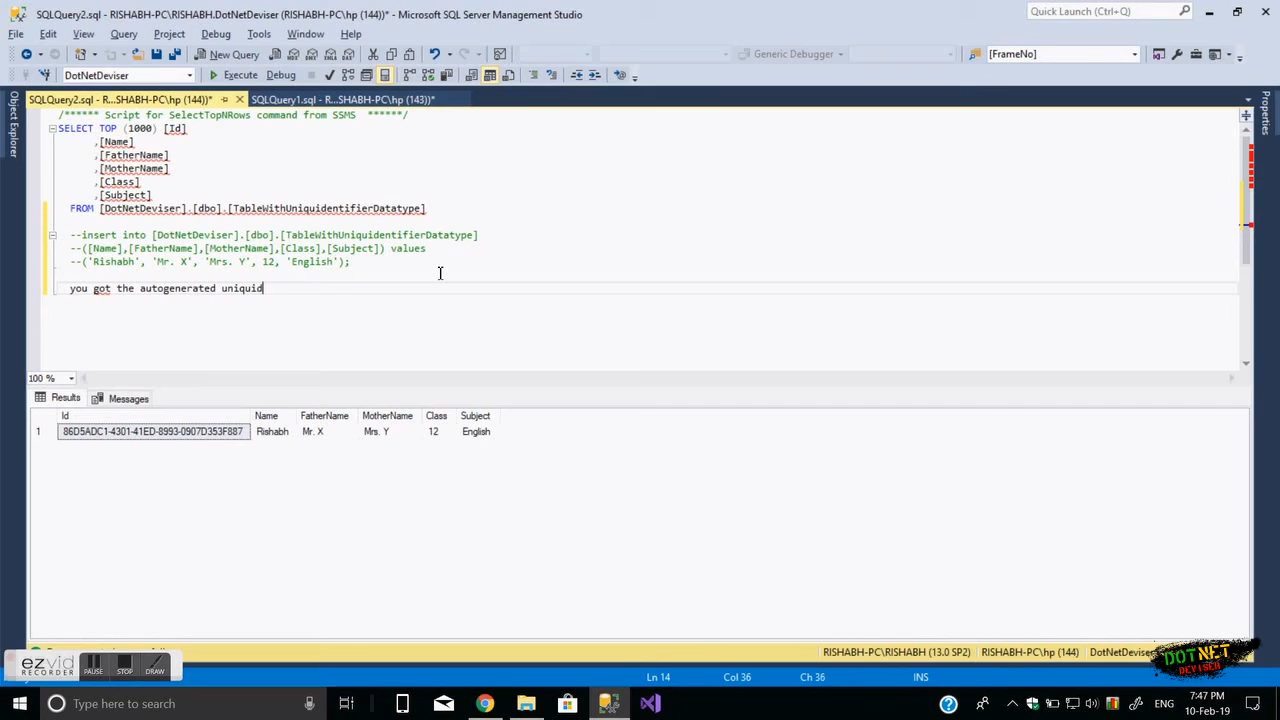 SQLQuery2.sql - RISHABH-PC\RISHABH.DotNetDeviser (RISHABH-PC\hp (144))* - Microsoft SQL Server Management Studio
Quick Launch (Ctrl+Q)
File Edit View Query Project Debug Tools Window Help
New Query
Generic Debugger
[FrameNo]
DotNetDeviser
Execute Debug
SQLQuery2.sql - R...SHABH-PC\hp (144))*
SQLQuery1.sql - R...SHABH-PC\hp (143))*
Object Explorer
Properties
/****** Script for SelectTopNRows command from SSMS ******/
SELECT TOP (1000) [Id]
,[Name]
,[FatherName]
,[MotherName]
,[Class]
,[Subject]
FROM [DotNetDeviser].[dbo].[TableWithUniquidentifierDatatype]
--insert into [DotNetDeviser].[dbo].[TableWithUniquidentifierDatatype]
--([Name],[FatherName],[MotherName],[Class],[Subject]) values
--('Rishabh', 'Mr. X', 'Mrs. Y', 12, 'English');
you got the autogenerated uniquid
100 %
Results Messages
Id Name FatherName MotherName Class Subject
1 86D5ADC1-4301-41ED-8993-0907D353F887 Rishabh Mr. X Mrs. Y 12 English
RISHABH-PC\RISHABH (13.0 SP2) RISHABH-PC\hp (144) DotNetDeviser
ezvid
RECORDER
PAUSE STOP DRAW
DOTNET
DEVISER
Ln 14 Col 36 Ch 36 INS
Type here to search
ENG
7:47 PM
10-Feb-19